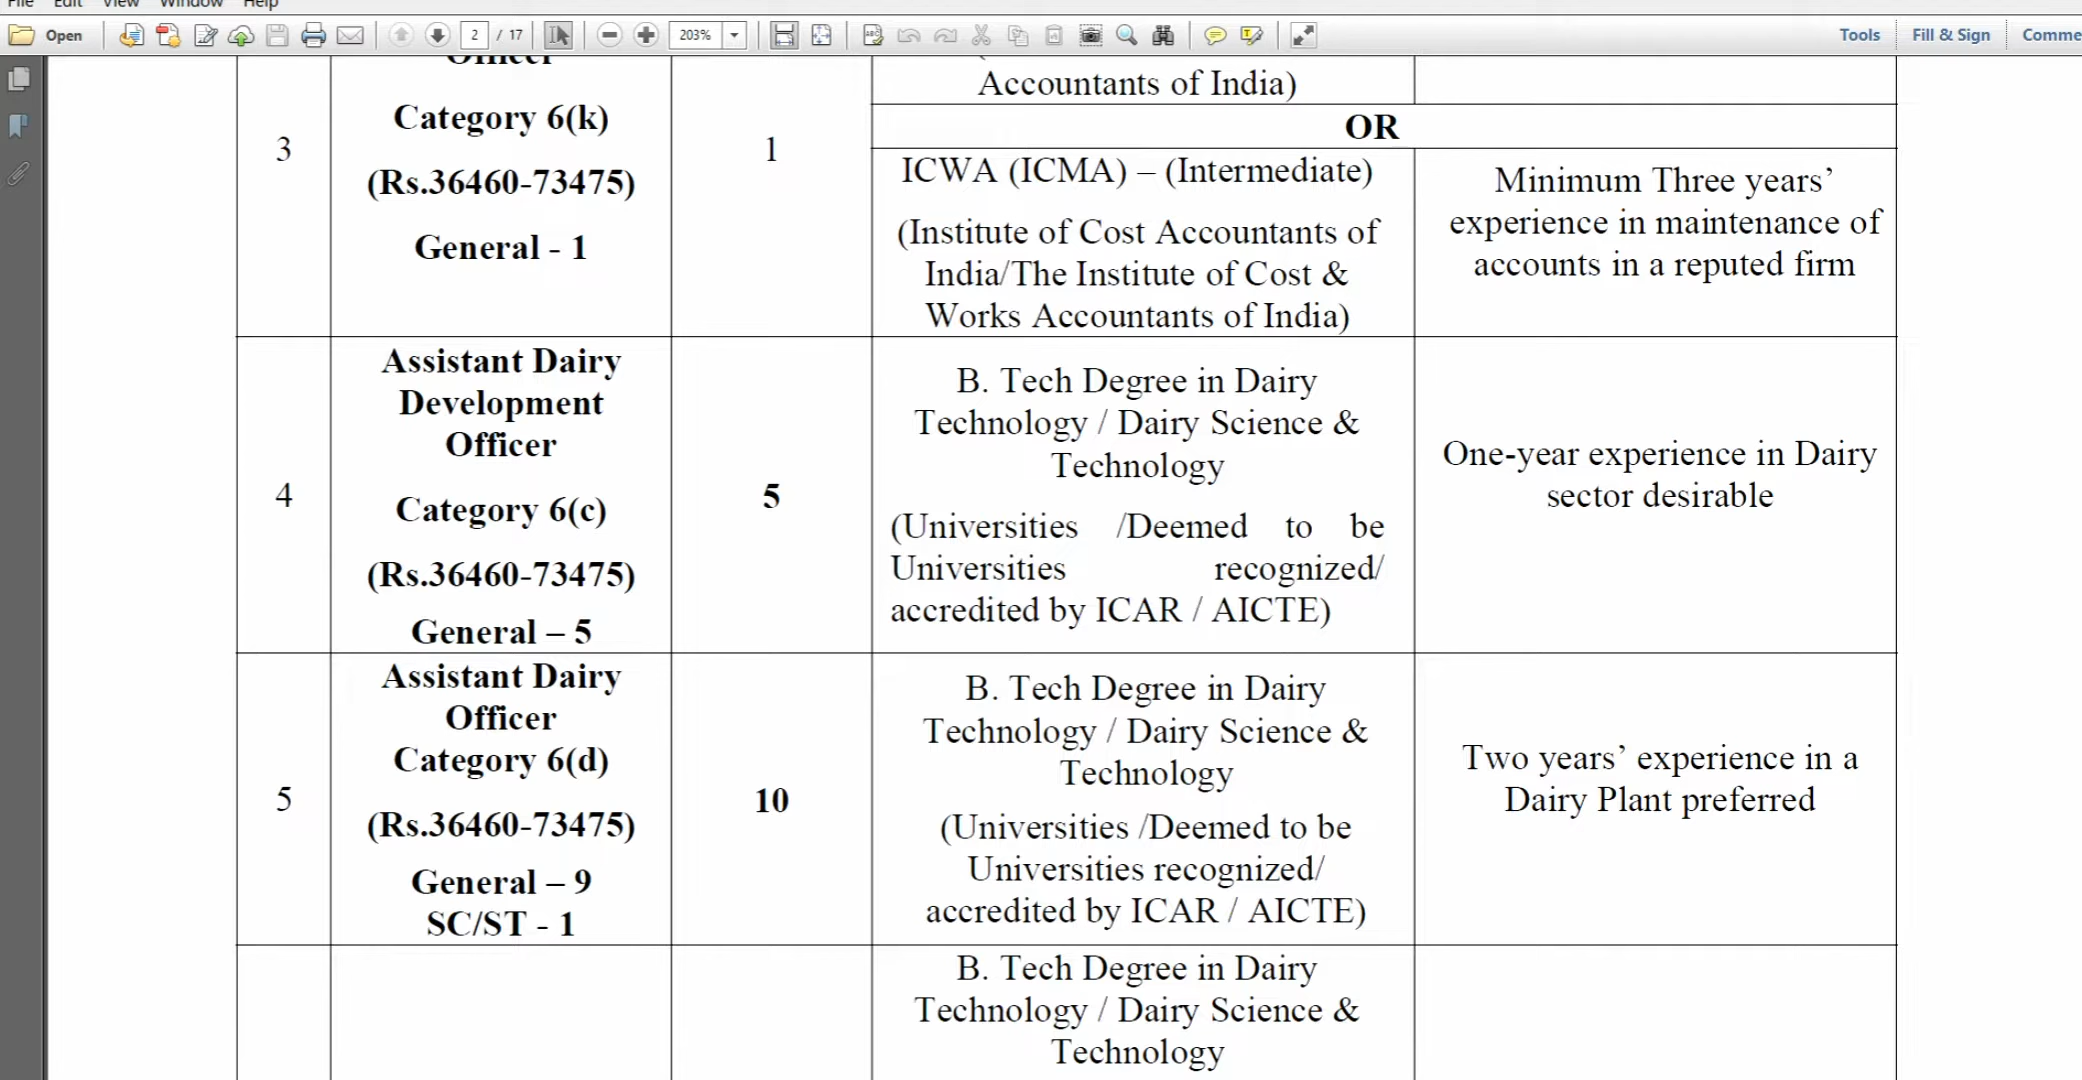 File Edit View Window Help
Open 2 / 17 203% Tools Fill & Sign Comme
Officer
Accountants of India)
OR
3
Category 6(k)
(Rs.36460-73475)
General - 1
1
ICWA (ICMA) – (Intermediate)
(Institute of Cost Accountants of
India/The Institute of Cost &
Works Accountants of India)
Minimum Three years’
experience in maintenance of
accounts in a reputed firm
4
Assistant Dairy
Development
Officer
Category 6(c)
(Rs.36460-73475)
General – 5
5
B. Tech Degree in Dairy
Technology / Dairy Science &
Technology
(Universities /Deemed to be
Universities recognized/
accredited by ICAR / AICTE)
One-year experience in Dairy
sector desirable
5
Assistant Dairy
Officer
Category 6(d)
(Rs.36460-73475)
General – 9
SC/ST - 1
10
B. Tech Degree in Dairy
Technology / Dairy Science &
Technology
(Universities /Deemed to be
Universities recognized/
accredited by ICAR / AICTE)
Two years’ experience in a
Dairy Plant preferred
B. Tech Degree in Dairy
Technology / Dairy Science &
Technology